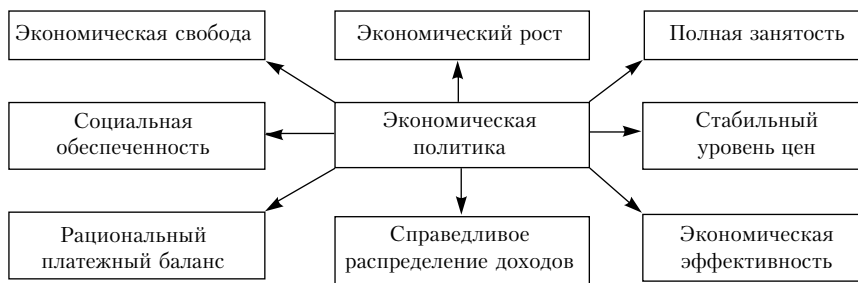 Экономическая свобода
Экономический рост
Полная занятость
Социальная
обеспеченность
Экономическая
политика
Стабильный
уровень цен
Рациональный
платежный баланс
Справедливое
распределение доходов
Экономическая
эффективность